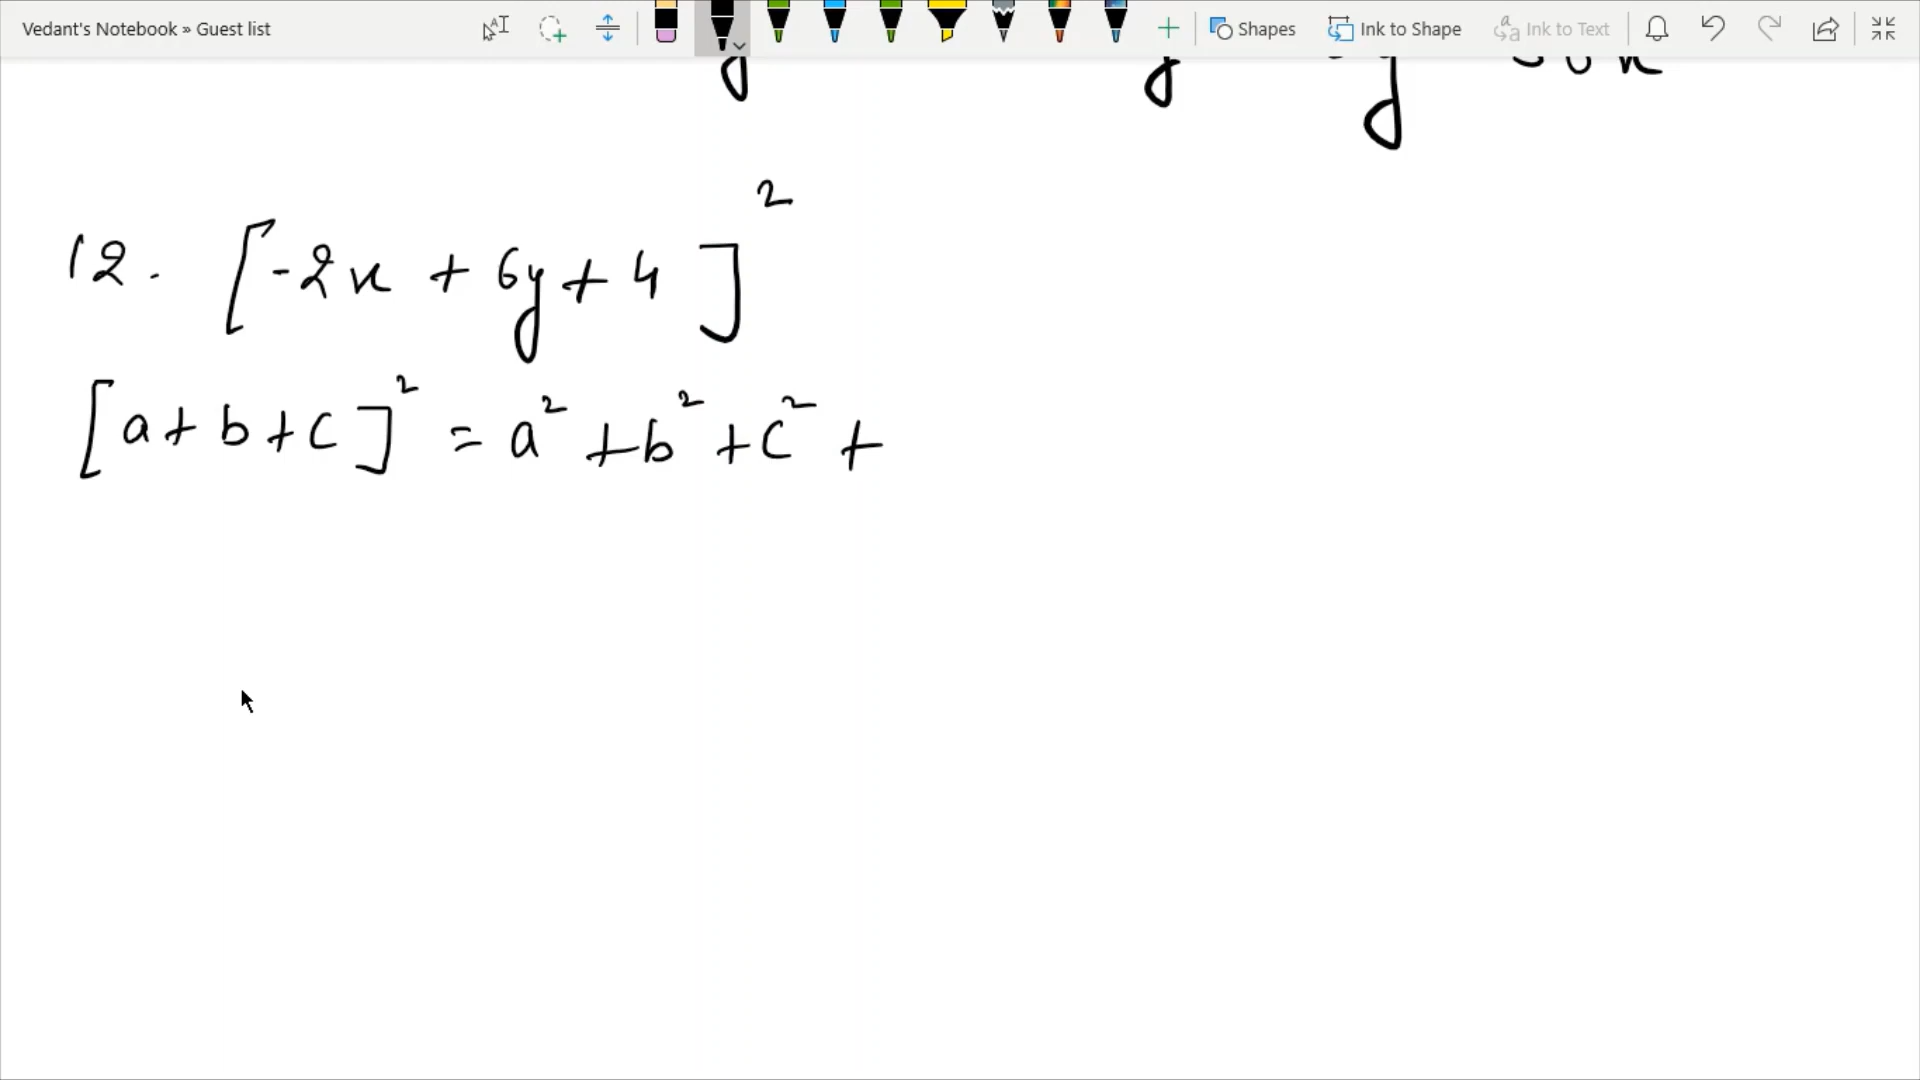 Vedant's Notebook » Guest list Shapes Ink to Shape Ink to Text
12. [-2x + 6y + 4]²
[a + b + c]² = a² + b² + c² +